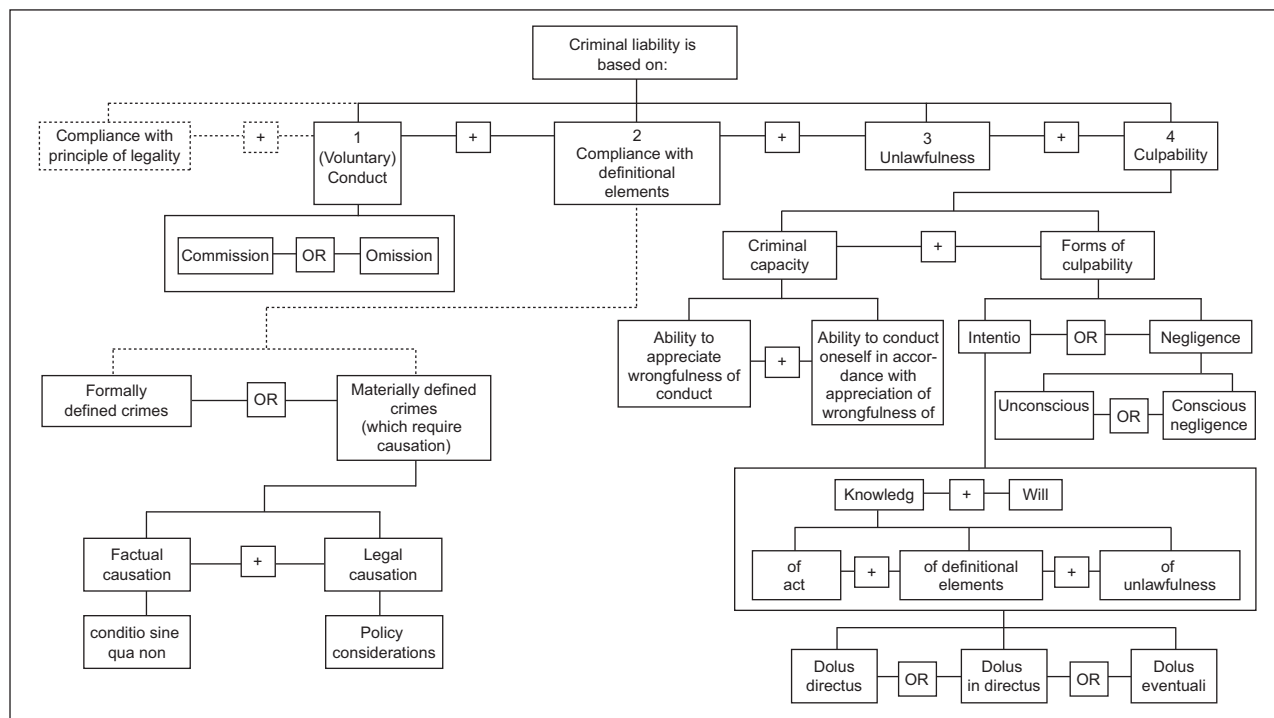 Criminal liability is
based on:
Compliance with
principle of legality
+
1
(Voluntary)
Conduct
+
2
Compliance with
definitional
elements
+
3
Unlawfulness
+
4
Culpability
Commission
OR
Omission
Criminal
capacity
+
Forms of
culpability
Ability to
appreciate
wrongfulness of
conduct
+
Ability to conduct
oneself in accor-
dance with
appreciation of
wrongfulness of
Intentio
OR
Negligence
Unconscious
OR
Conscious
negligence
Formally
defined crimes
OR
Materially defined
crimes
(which require
causation)
Factual
causation
+
Legal
causation
conditio sine
qua non
Policy
considerations
Knowledg
+
Will
of
act
+
of definitional
elements
+
of
unlawfulness
Dolus
directus
OR
Dolus
in directus
OR
Dolus
eventuali